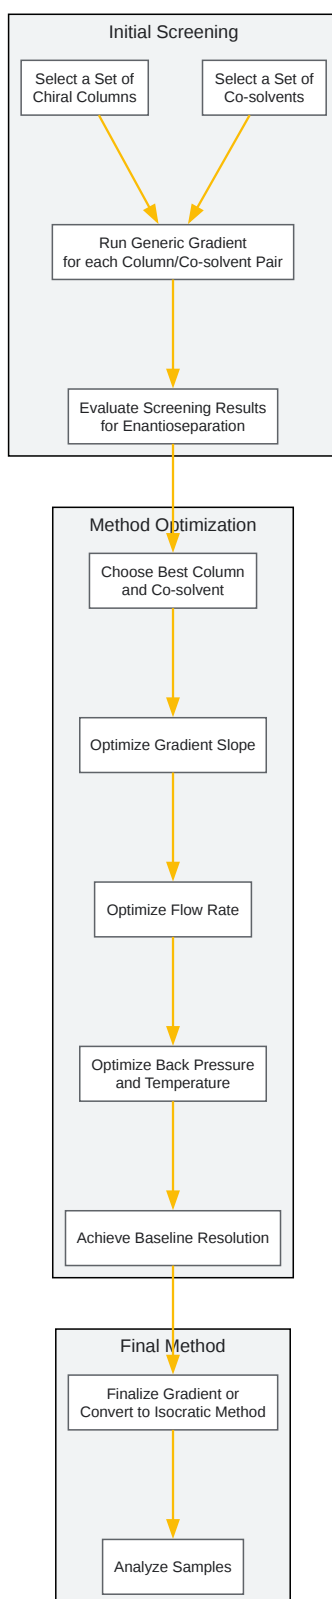 Initial Screening
Select a Set of
Chiral Columns
Select a Set of
Co-solvents
Run Generic Gradient
for each Column/Co-solvent Pair
Evaluate Screening Results
for Enantioseparation
Method Optimization
Choose Best Column
and Co-solvent
Optimize Gradient Slope
Optimize Flow Rate
Optimize Back Pressure
and Temperature
Achieve Baseline Resolution
Final Method
Finalize Gradient or
Convert to Isocratic Method
Analyze Samples